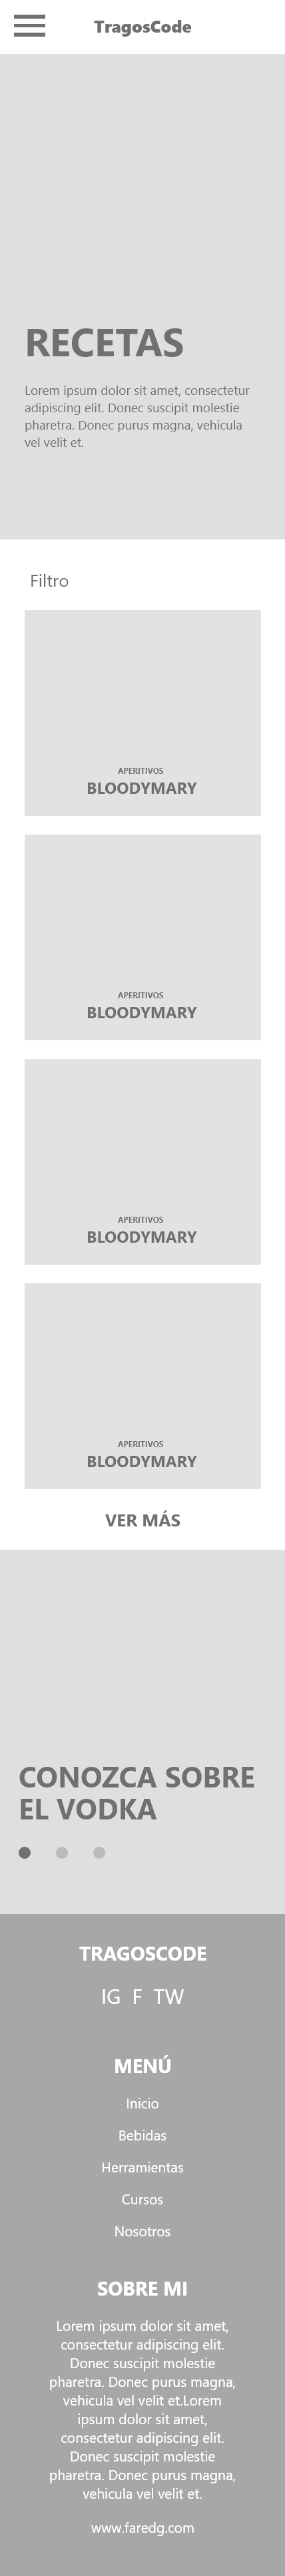 TragosCode
RECETAS
Lorem ipsum dolor sit amet, consectetur
adipiscing elit. Donec suscipit molestie
pharetra. Donec purus magna, vehicula
vel velit et.
Filtro
APERITIVOS
BLOODYMARY
APERITIVOS
BLOODYMARY
APERITIVOS
BLOODYMARY
APERITIVOS
BLOODYMARY
VER MÁS
CONOZCA SOBRE
EL VODKA
TRAGOSCODE
IG F TW
MENÚ
Inicio
Bebidas
Herramientas
Cursos
Nosotros
SOBRE MI
Lorem ipsum dolor sit amet,
consectetur adipiscing elit.
Donec suscipit molestie
pharetra. Donec purus magna,
vehicula vel velit et.Lorem
ipsum dolor sit amet,
consectetur adipiscing elit.
Donec suscipit molestie
pharetra. Donec purus magna,
vehicula vel velit et.
www.faredg.com